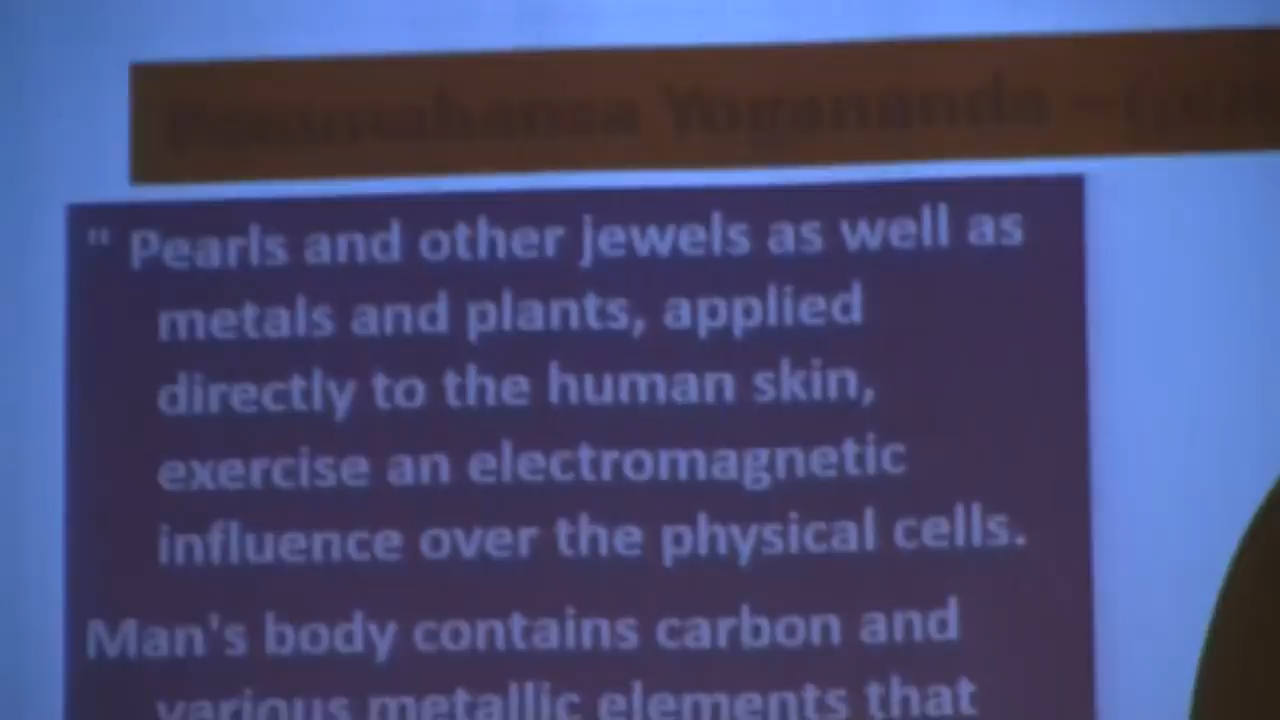 Paramahansa Yogananda
" Pearls and other jewels as well as
metals and plants, applied
directly to the human skin,
exercise an electromagnetic
influence over the physical cells.
Man's body contains carbon and
various metallic elements that